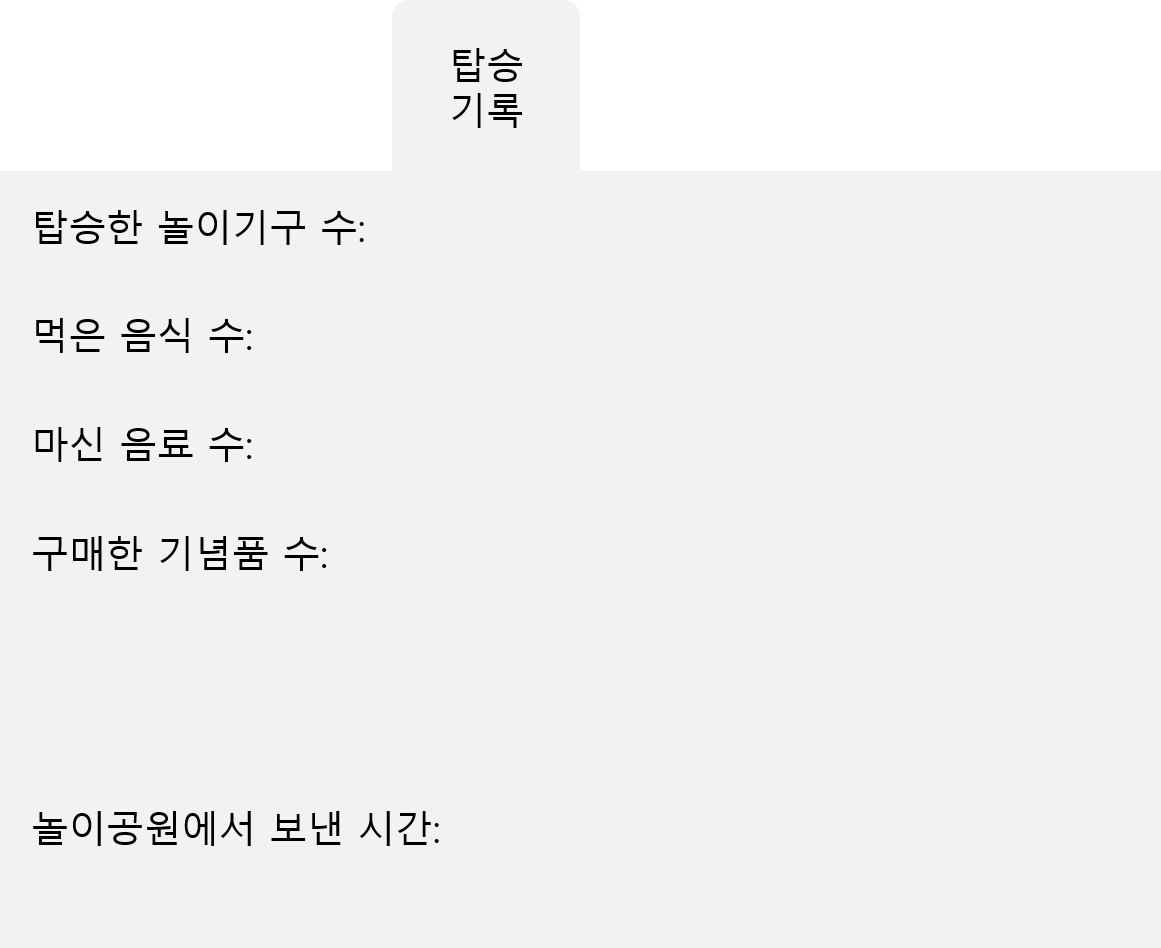 탑승
기록
탑승한 놀이기구 수:
먹은 음식 수:
마신 음료 수:
구매한 기념품 수:
놀이공원에서 보낸 시간: